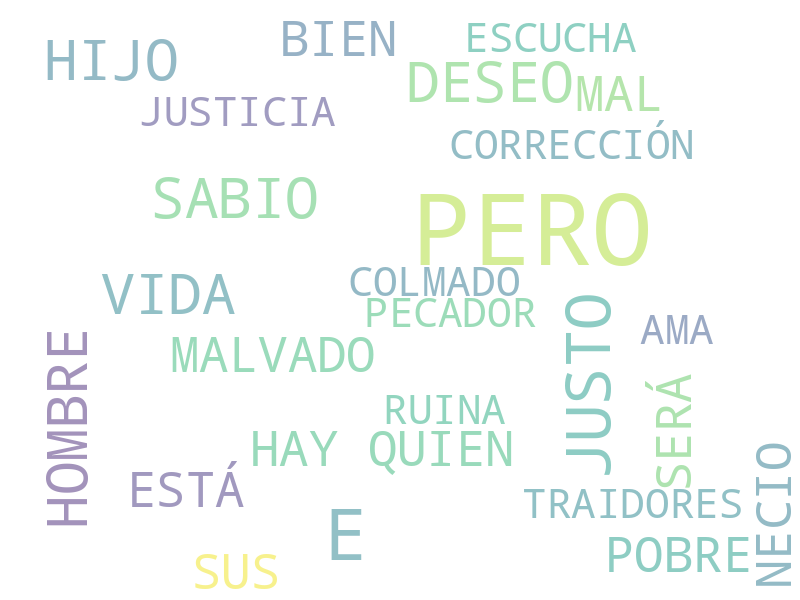 HIJO
BIEN
ESCUCHA
DESEO
MAL
JUSTICIA
CORRECCIÓN
SABIO
PERO
VIDA
COLMADO
PECADOR
AMA
MALVADO
JUSTO
HOMBRE
RUINA
SERÁ
HAY QUIEN
ESTÁ
TRAIDORES
NECIO
E
POBRE
SUS